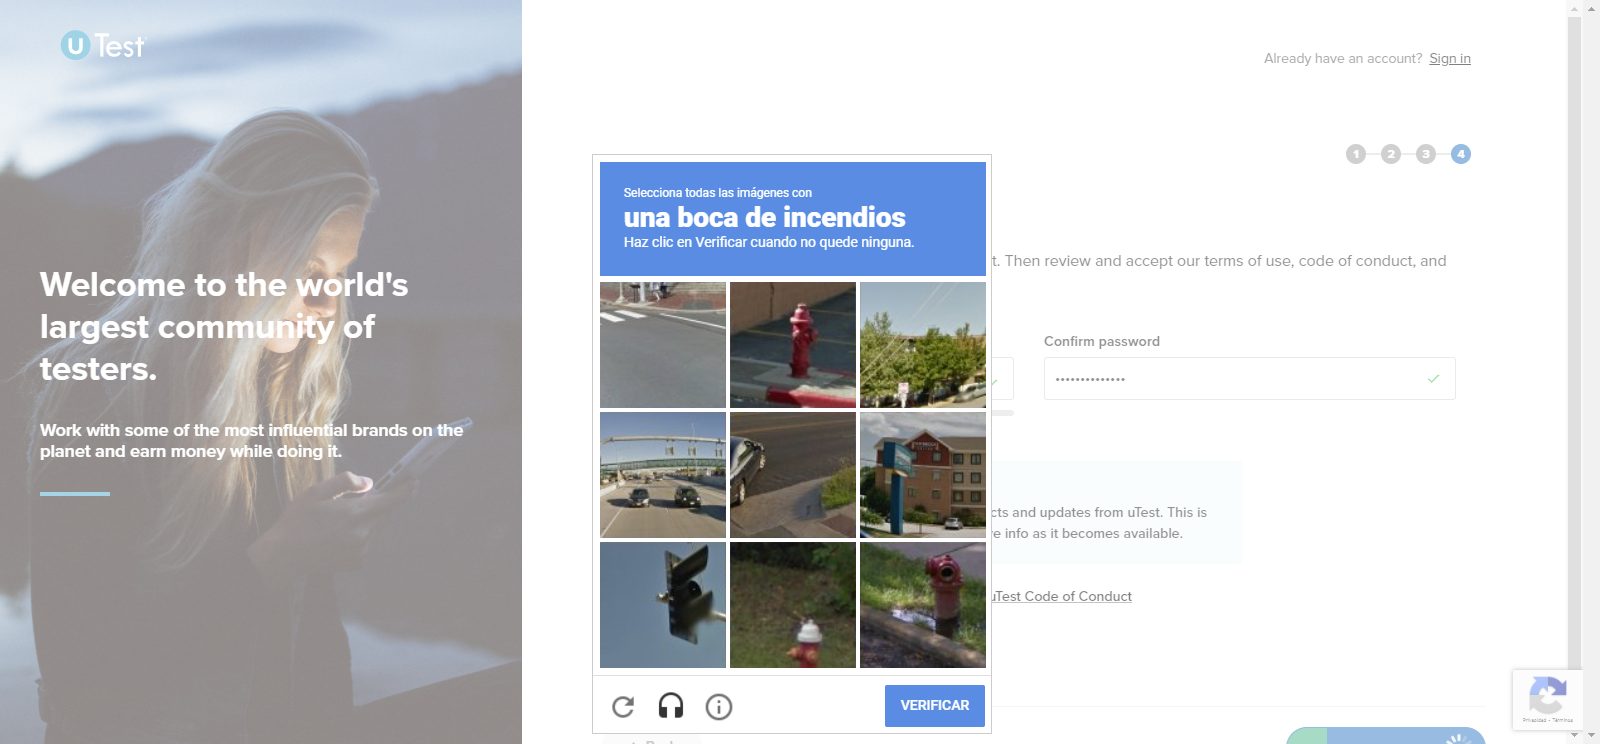 U Test
Already have an account? Sign in
1 2 3 4
Welcome to the world's
largest community of
testers.
Work with some of the most influential brands on the
planet and earn money while doing it.
Selecciona todas las imágenes con
una boca de incendios
Haz clic en Verificar cuando no quede ninguna.
t. Then review and accept our terms of use, code of conduct, and
Confirm password
••••••••••••••
cts and updates from uTest. This is
e info as it becomes available.
uTest Code of Conduct
VERIFICAR
Privacidad - Términos